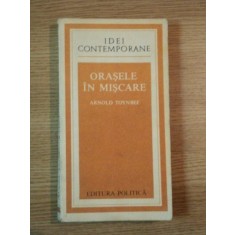 IDEI
CONTEMPORANE
ORAȘELE
ÎN MIȘCARE
ARNOLD TOYNBEE
EDITURA POLITICĂ